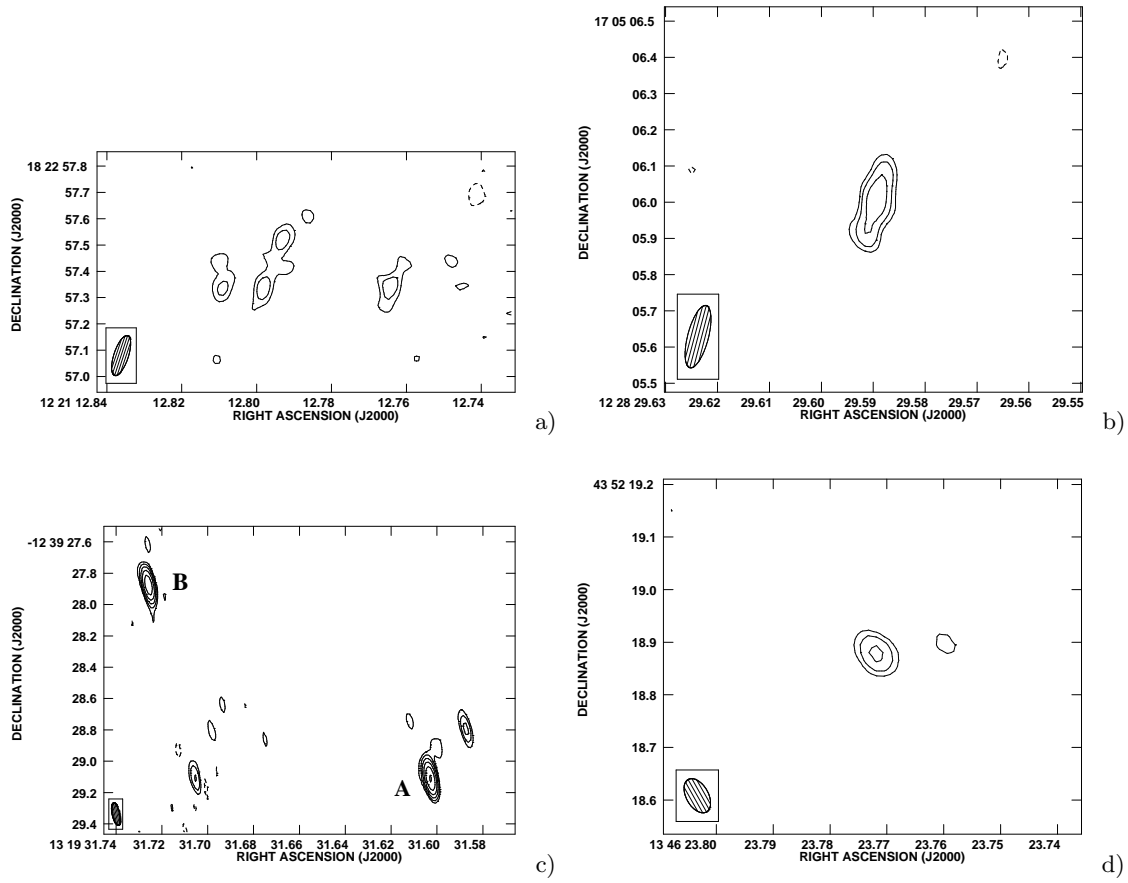 18 22 57.8
57.7
57.6
57.5
57.4
57.3
57.2
57.1
57.0
DECLINATION (J2000)
12 21 12.84 12.82 12.80 12.78 12.76 12.74
RIGHT ASCENSION (J2000)
a)
17 05 06.5
06.4
06.3
06.2
06.1
06.0
05.9
05.8
05.7
05.6
05.5
DECLINATION (J2000)
12 28 29.63 29.62 29.61 29.60 29.59 29.58 29.57 29.56 29.55
RIGHT ASCENSION (J2000)
b)
-12 39 27.6
27.8
28.0
28.2
28.4
28.6
28.8
29.0
29.2
29.4
DECLINATION (J2000)
B
A
13 19 31.74 31.72 31.70 31.68 31.66 31.64 31.62 31.60 31.58
RIGHT ASCENSION (J2000)
c)
43 52 19.2
19.1
19.0
18.9
18.8
18.7
18.6
DECLINATION (J2000)
13 46 23.80 23.79 23.78 23.77 23.76 23.75 23.74
RIGHT ASCENSION (J2000)
d)